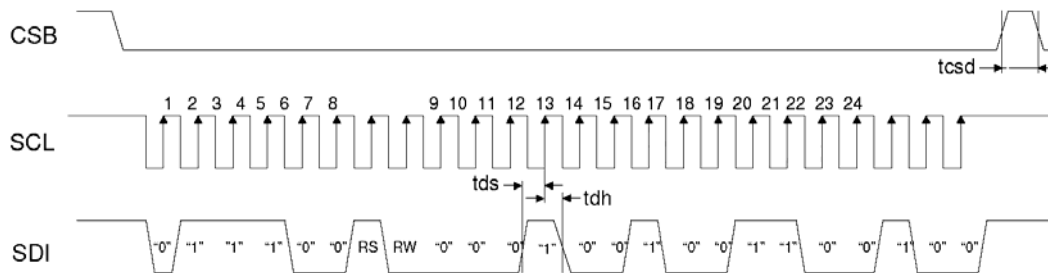 CSB
tcsd
1 2 3 4 5 6 7 8 9 10 11 12 13 14 15 16 17 18 19 20 21 22 23 24
SCL
tds
tdh
SDI
“0” “1” “1” “1” “0” “0” RS RW “0” “0” “0” “1” “0” “0” “1” “0” “0” “1” “1” “0” “0” “1” “0” “0”